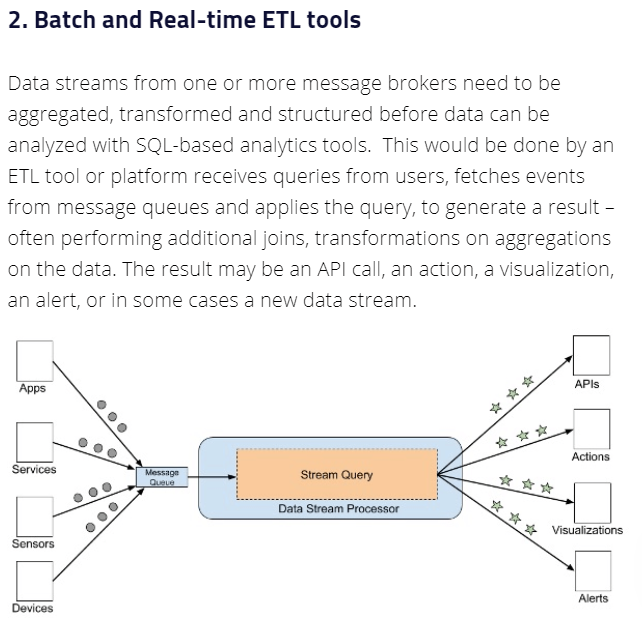 2. Batch and Real-time ETL tools
Data streams from one or more message brokers need to be
aggregated, transformed and structured before data can be
analyzed with SQL-based analytics tools.  This would be done by an
ETL tool or platform receives queries from users, fetches events
from message queues and applies the query, to generate a result –
often performing additional joins, transformations on aggregations
on the data. The result may be an API call, an action, a visualization,
an alert, or in some cases a new data stream.
Apps
Services
Sensors
Devices
Message
Queue
Stream Query
Data Stream Processor
APIs
Actions
Visualizations
Alerts